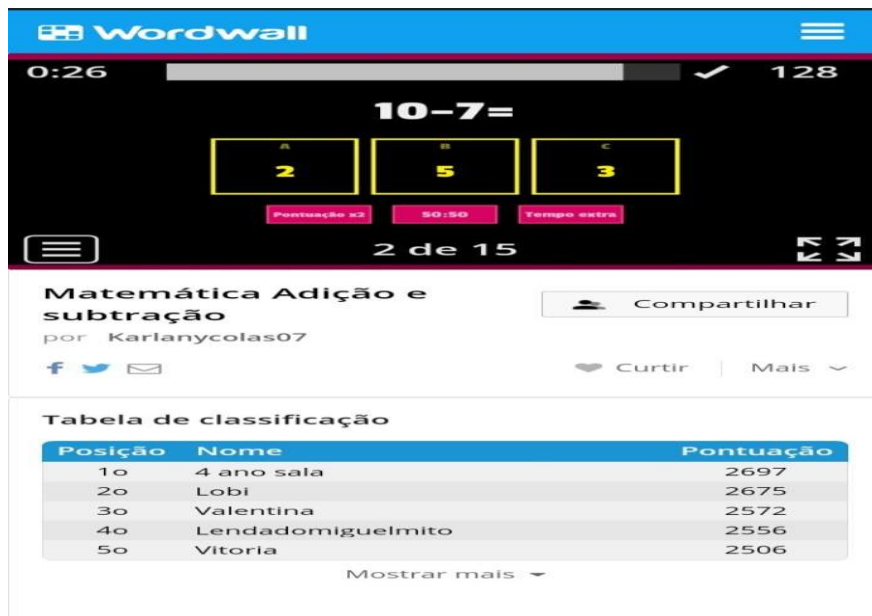 Wordwall
0:26 128
10-7=
A B C
2 5 3
Pontuação x2 50:50 Tempo extra
2 de 15
Matemática Adição e
subtração
Compartilhar
por Karlanycolas07
Curtir Mais
Tabela de classificação
Posição Nome Pontuação
1o 4 ano sala 2697
2o Lobi 2675
3o Valentina 2572
4o Lendadomiguelmito 2556
5o Vitoria 2506
Mostrar mais